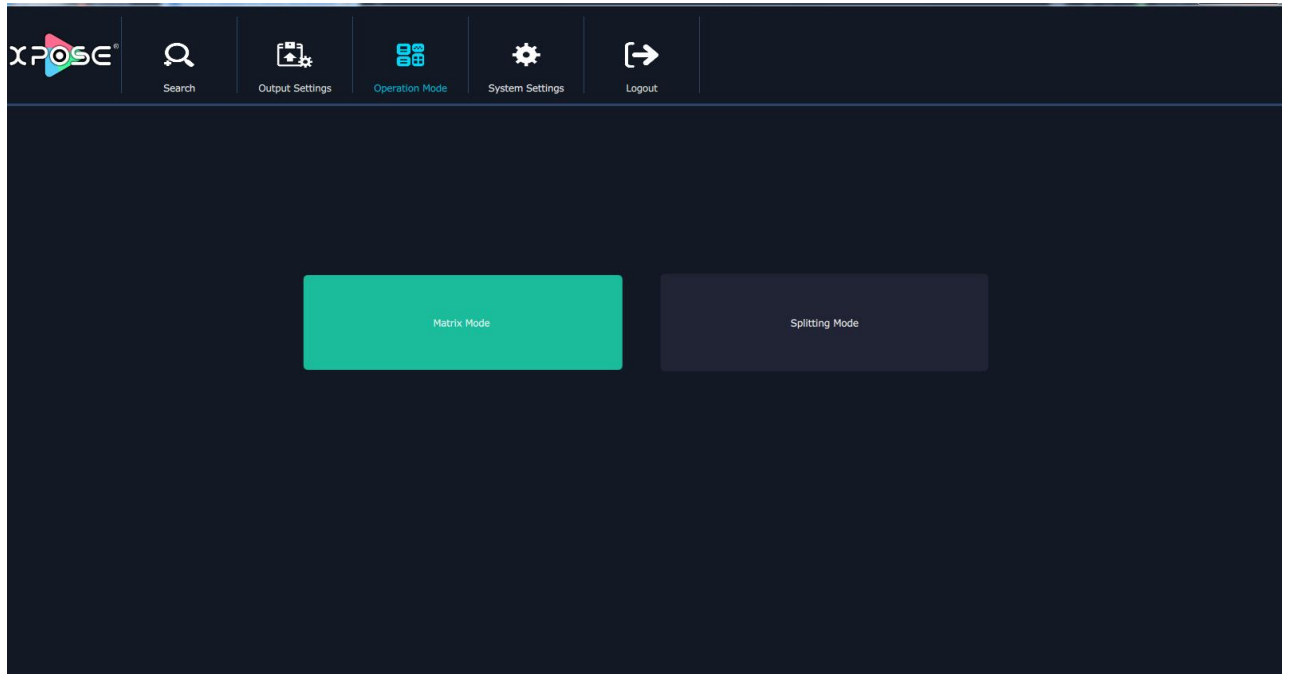 XPOSE®
Search
Output Settings
Operation Mode
System Settings
Logout
Matrix Mode
Splitting Mode